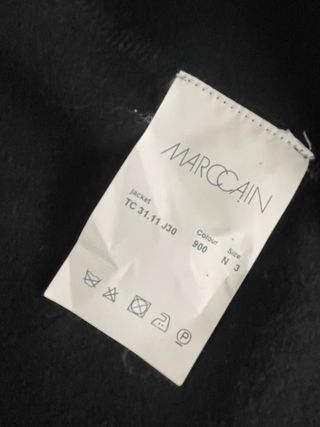 MARCCAIN
jacket
TC 31.11 J30
Colour Size
900 N 3
P